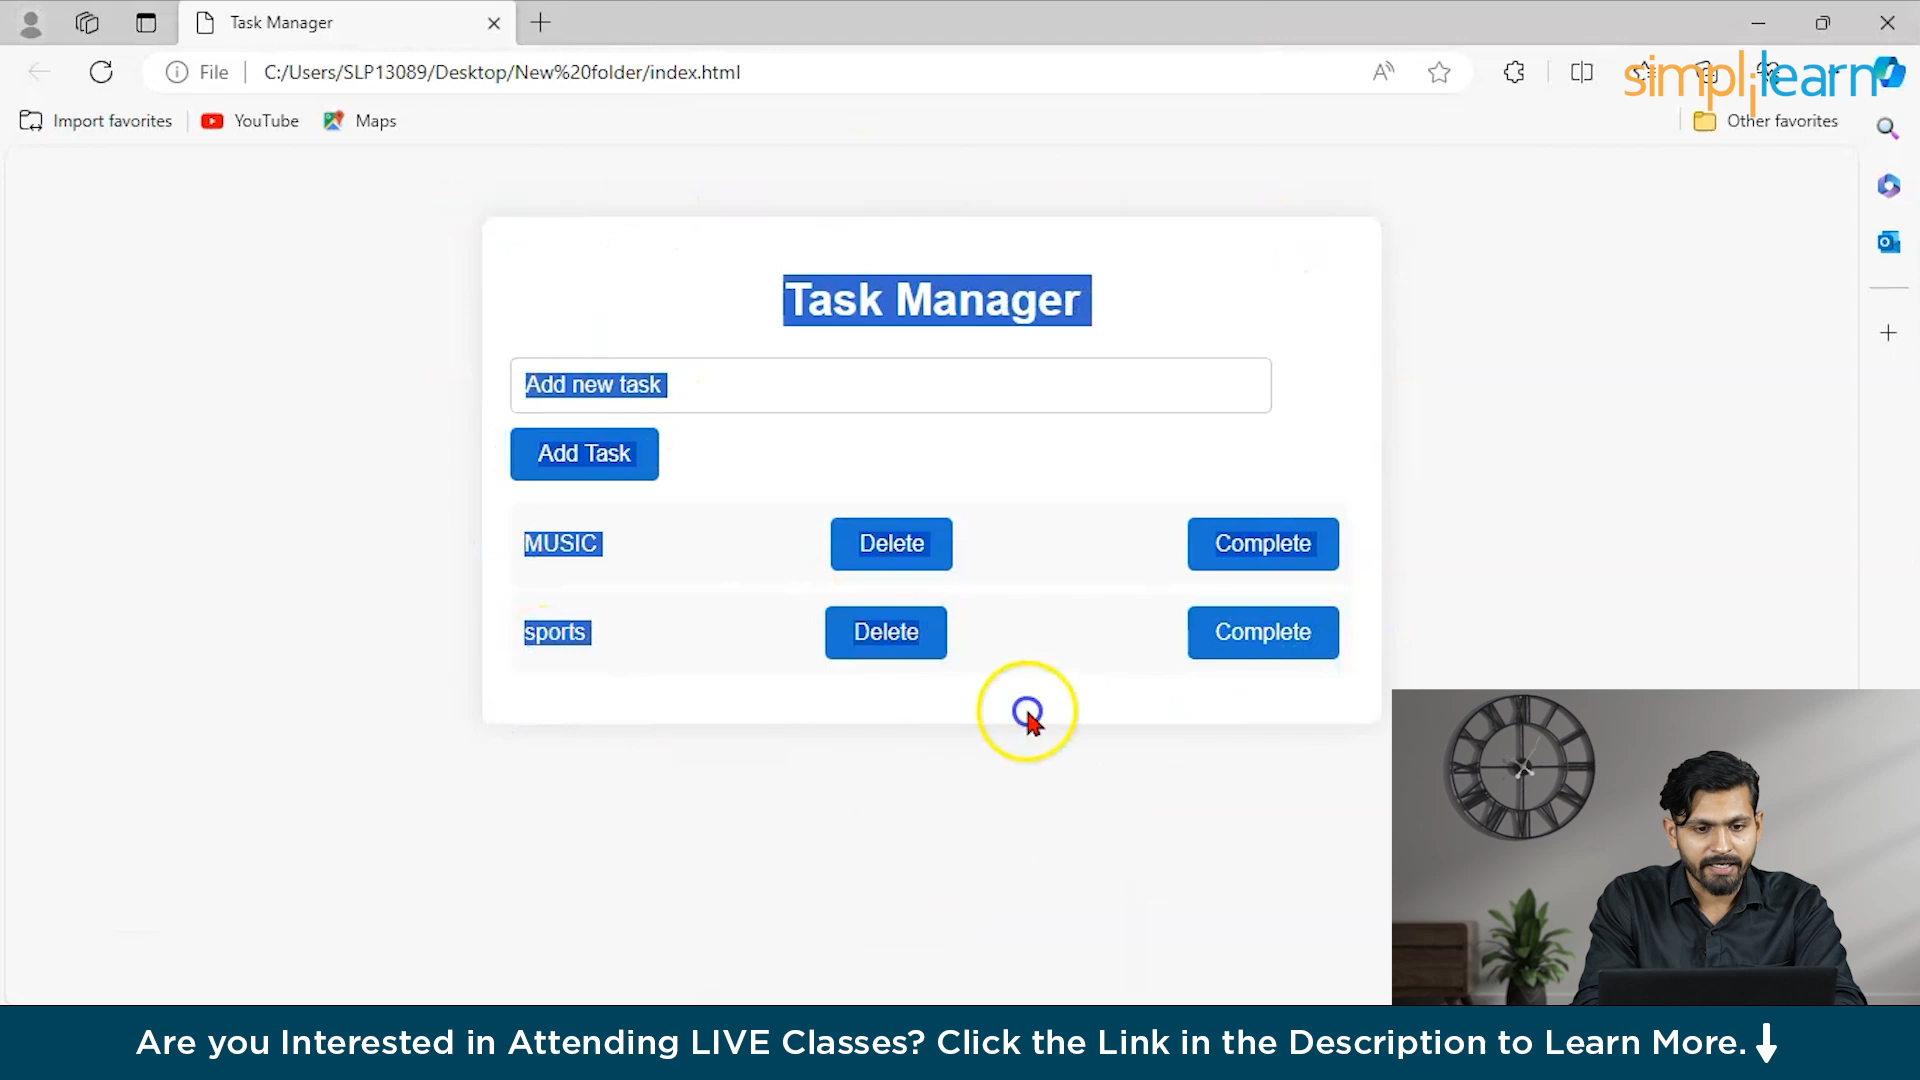 Task Manager
File C:/Users/SLP13089/Desktop/New%20folder/index.html
simplilearn
Import favorites YouTube Maps Other favorites
Task Manager
Add new task
Add Task
MUSIC Delete Complete
sports Delete Complete
Are you Interested in Attending LIVE Classes? Click the Link in the Description to Learn More.